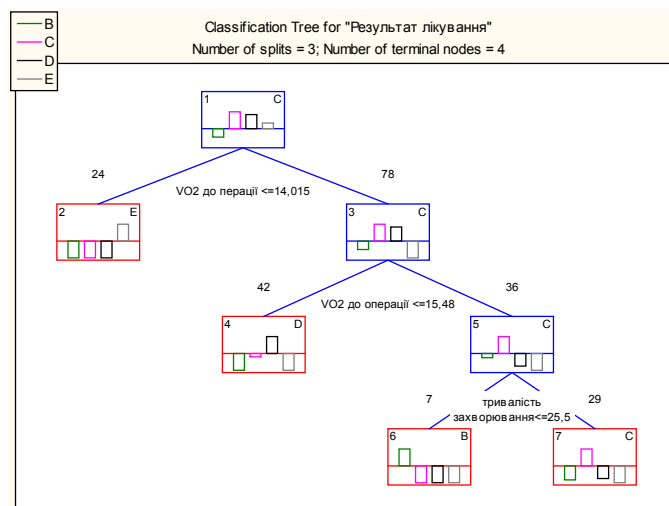 B
C
D
E
Classification Tree for "Результат лікування"
Number of splits = 3; Number of terminal nodes = 4
1 C
24 78
VO2 до перації <=14,015
2 E
3 C
42 36
VO2 до операції <=15,48
4 D
5 C
7 29
тривалість
захворювання<=25,5
6 B
7 C